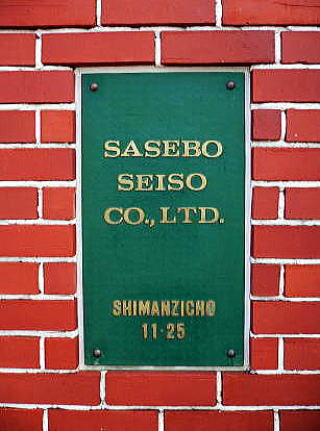 SASEBO
SEISO
CO., LTD.
SHIMANZICHO
11-25